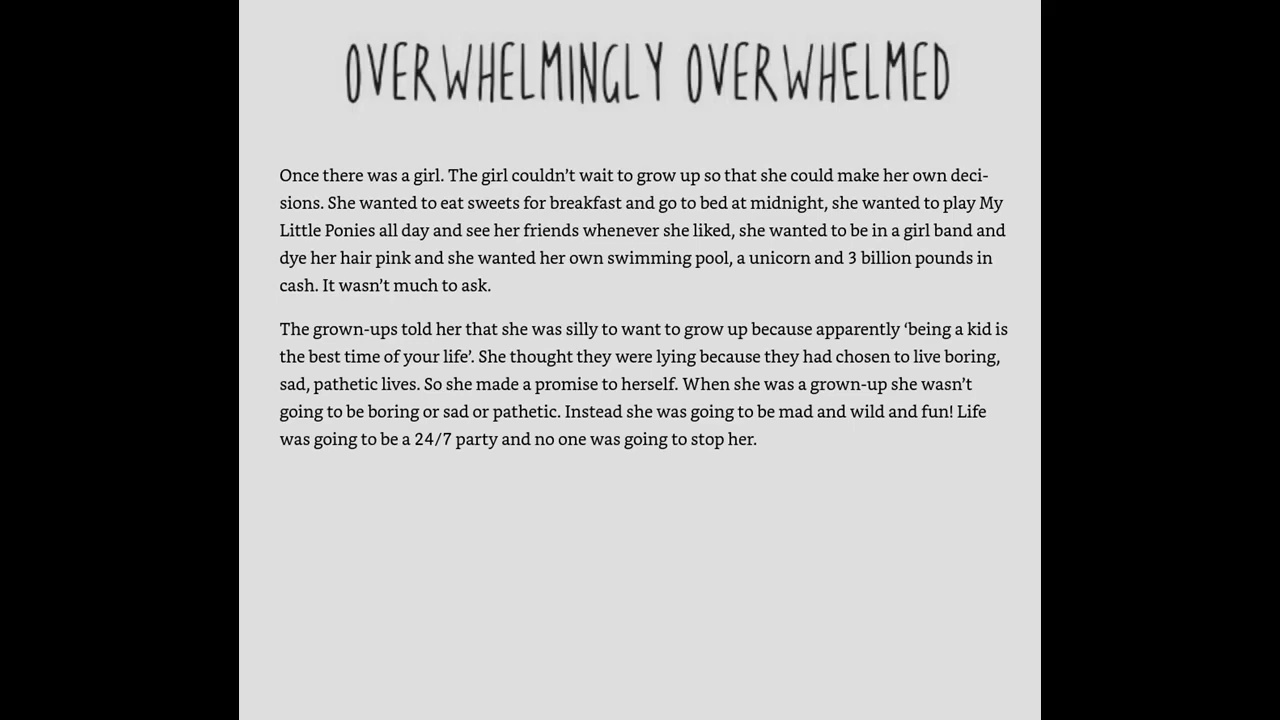 OVERWHELMINGLY OVERWHELMED
Once there was a girl. The girl couldn’t wait to grow up so that she could make her own deci-
sions. She wanted to eat sweets for breakfast and go to bed at midnight, she wanted to play My
Little Ponies all day and see her friends whenever she liked, she wanted to be in a girl band and
dye her hair pink and she wanted her own swimming pool, a unicorn and 3 billion pounds in
cash. It wasn’t much to ask.
The grown-ups told her that she was silly to want to grow up because apparently ‘being a kid is
the best time of your life’. She thought they were lying because they had chosen to live boring,
sad, pathetic lives. So she made a promise to herself. When she was a grown-up she wasn’t
going to be boring or sad or pathetic. Instead she was going to be mad and wild and fun! Life
was going to be a 24/7 party and no one was going to stop her.